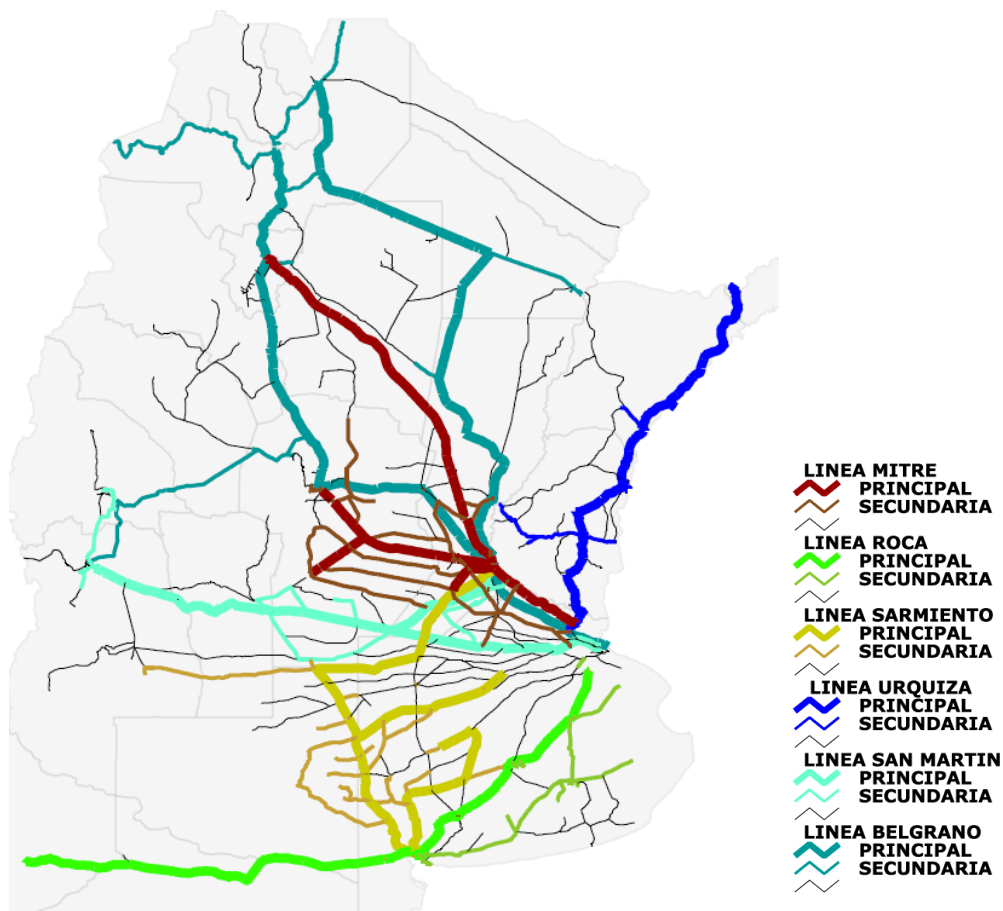 LINEA MITRE
PRINCIPAL
SECUNDARIA
LINEA ROCA
PRINCIPAL
SECUNDARIA
LINEA SARMIENTO
PRINCIPAL
SECUNDARIA
LINEA URQUIZA
PRINCIPAL
SECUNDARIA
LINEA SAN MARTIN
PRINCIPAL
SECUNDARIA
LINEA BELGRANO
PRINCIPAL
SECUNDARIA